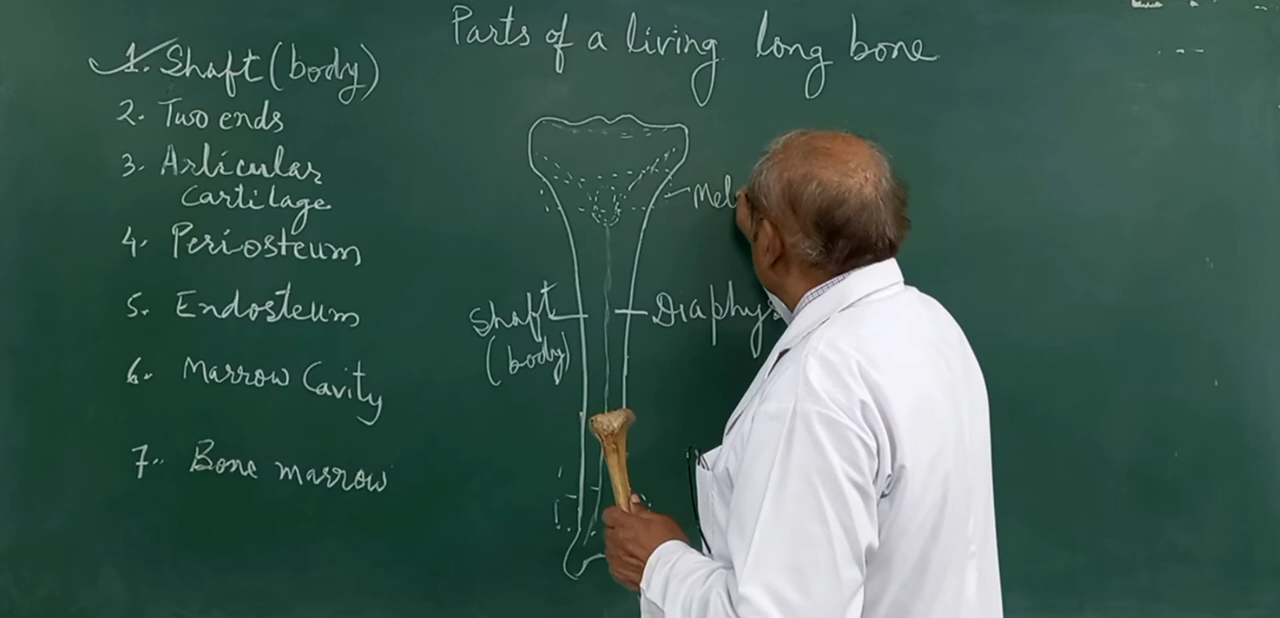 Parts of a living long bone
1. Shaft (body)
2. Two ends
3. Articular
cartilage
4. Periosteum
5. Endosteum
6. Marrow Cavity
7. Bone marrow
Shaft
(body)
Diaphys